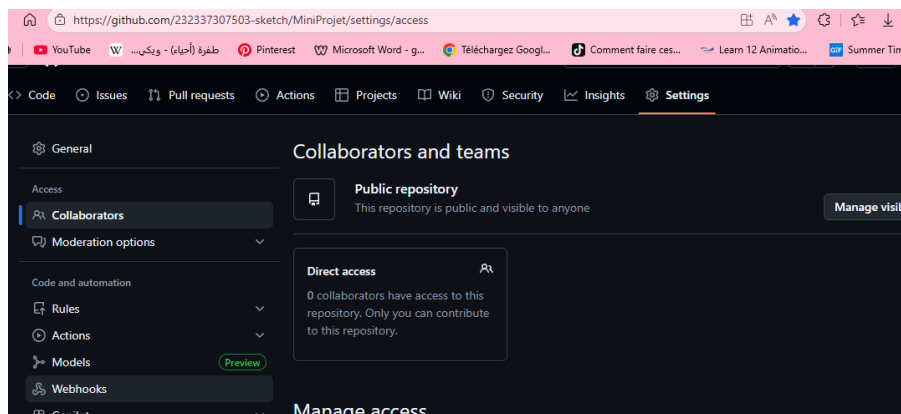 https://github.com/232337307503-sketch/MiniProjet/settings/access
YouTube طفرة (أحياء) - ويكي... Pinterest Microsoft Word - g... Téléchargez Googl... Comment faire ces... Learn 12 Animatio... GIF Summer Tim
Code Issues Pull requests Actions Projects Wiki Security Insights Settings
General
Access
Collaborators
Moderation options
Code and automation
Rules
Actions
Models Preview
Webhooks
Copilot
Collaborators and teams
Public repository
This repository is public and visible to anyone
Manage visi
Direct access
0 collaborators have access to this
repository. Only you can contribute
to this repository.
Manage access